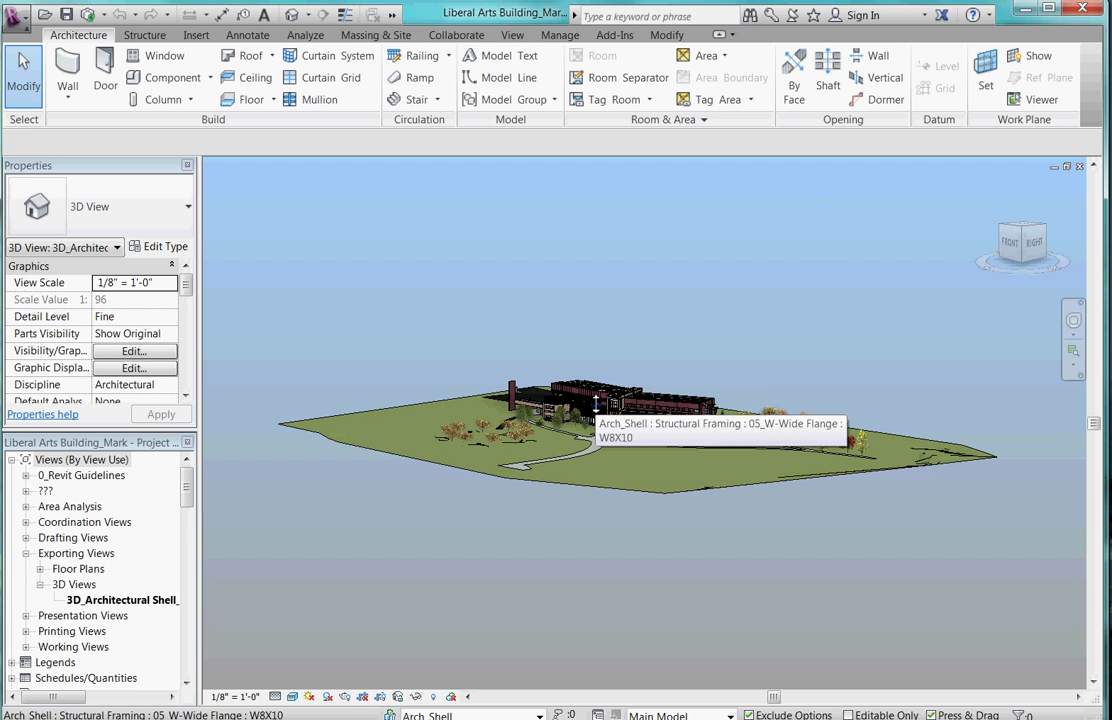 Liberal Arts Building_Mark...
Type a keyword or phrase
Sign In
Architecture Structure Insert Annotate Analyze Massing & Site Collaborate View Manage Add-Ins Modify
Modify Wall Door Window Roof Curtain System Railing Model Text Room Area By Face Shaft Wall Level Set Show
Component Ceiling Curtain Grid Ramp Model Line Room Separator Area Boundary Vertical Grid Ref Plane
Column Floor Mullion Stair Model Group Tag Room Tag Area Dormer Viewer
Select Build Circulation Model Room & Area Opening Datum Work Plane
Properties
3D View
3D View: 3D_Architec Edit Type
Graphics
View Scale 1/8" = 1'-0"
Scale Value 1: 96
Detail Level Fine
Parts Visibility Show Original
Visibility/Grap... Edit...
Graphic Displa... Edit...
Discipline Architectural
Default Analys None
Properties help Apply
FRONT RIGHT
Arch_Shell : Structural Framing : 05_W-Wide Flange :
W8X10
Liberal Arts Building_Mark - Project ...
Views (By View Use)
0_Revit Guidelines
???
Area Analysis
Coordination Views
Drafting Views
Exporting Views
Floor Plans
3D Views
3D_Architectural Shell_
Presentation Views
Printing Views
Working Views
Legends
Schedules/Quantities
1/8" = 1'-0"
Arch_Shell : Structural Framing : 05_W-Wide Flange : W8X10 Arch_Shell :0 Main Model Exclude Options Editable Only Press & Drag :0